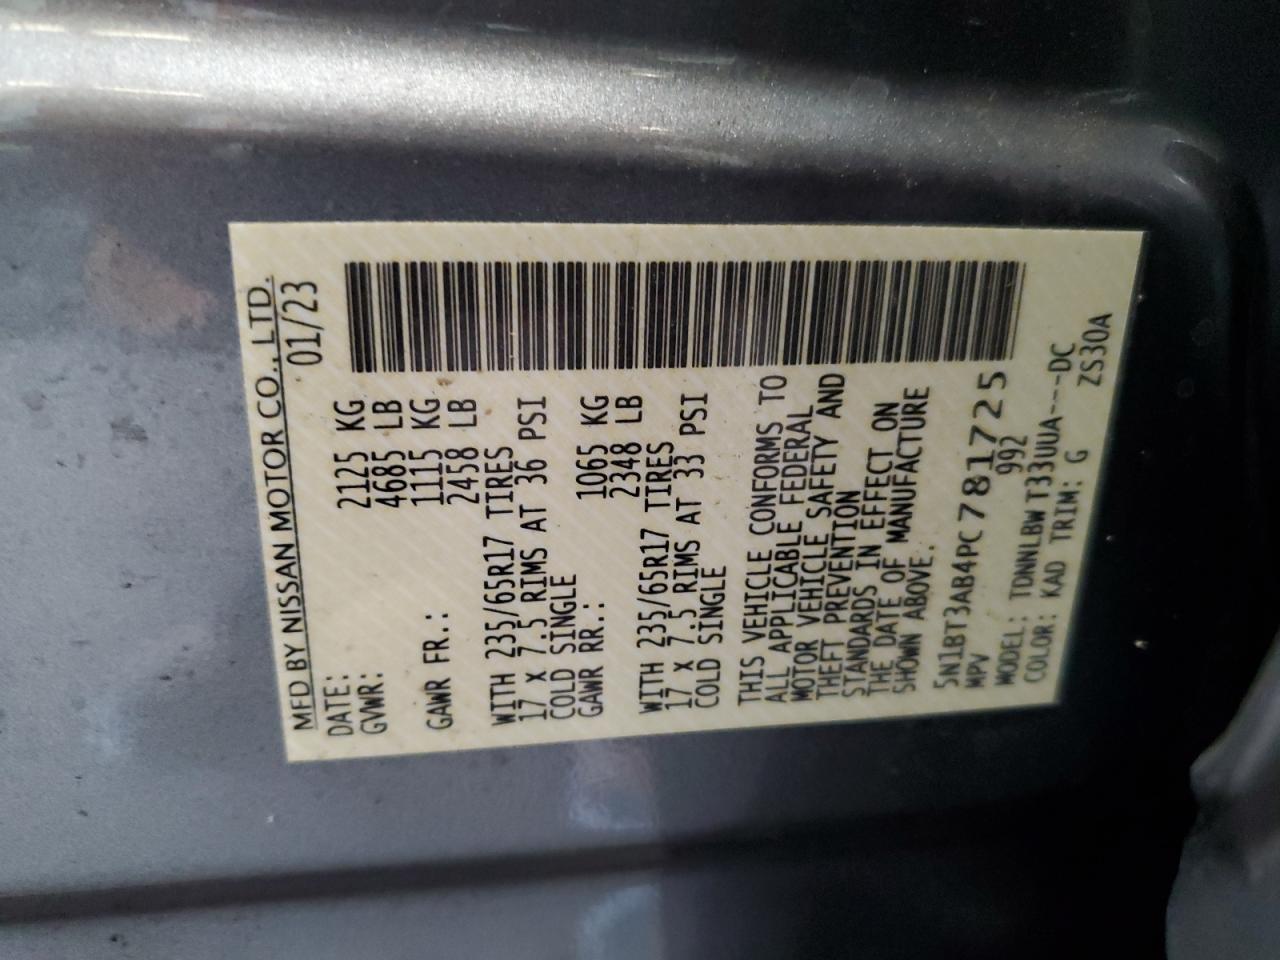 MFD BY NISSAN MOTOR CO., LTD.
DATE: 01/23
GVWR: 2125 KG
4685 LB
GAWR FR.: 1115 KG
2458 LB
WITH 235/65R17 TIRES
17 X 7.5 RIMS AT 36 PSI
COLD SINGLE
GAWR RR.: 1065 KG
2348 LB
WITH 235/65R17 TIRES
17 X 7.5 RIMS AT 33 PSI
COLD SINGLE
THIS VEHICLE CONFORMS TO
ALL APPLICABLE FEDERAL
MOTOR VEHICLE SAFETY AND
THEFT PREVENTION
STANDARDS IN EFFECT ON
THE DATE OF MANUFACTURE
SHOWN ABOVE.
5N1BT3AB4PC781725
MPV 992
MODEL: TDNNLBWT33UUA---DC
COLOR: KAD TRIM: G ZS30A